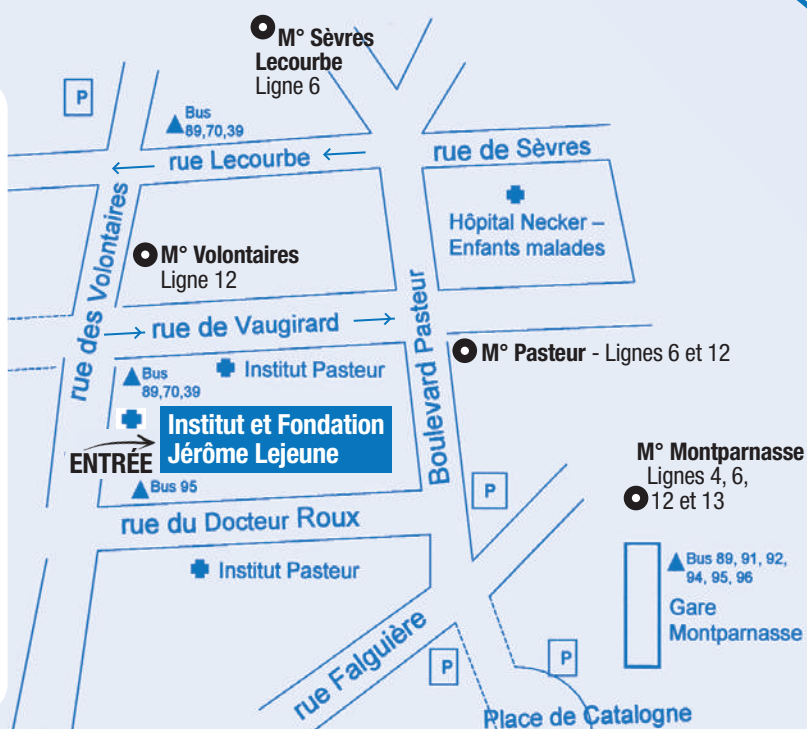 M° Sèvres
Lecourbe
Ligne 6
P
Bus
89,70,39
rue Lecourbe
rue de Sèvres
Hôpital Necker –
Enfants malades
rue des Volontaires
M° Volontaires
Ligne 12
rue de Vaugirard
Boulevard Pasteur
M° Pasteur - Lignes 6 et 12
Bus
89,70,39
Institut Pasteur
Institut et Fondation
Jérôme Lejeune
ENTRÉE
Bus 95
rue du Docteur Roux
Institut Pasteur
P
M° Montparnasse
Lignes 4, 6,
12 et 13
Bus 89, 91, 92,
94, 95, 96
Gare
Montparnasse
rue Falguière
P
P
Place de Catalogne